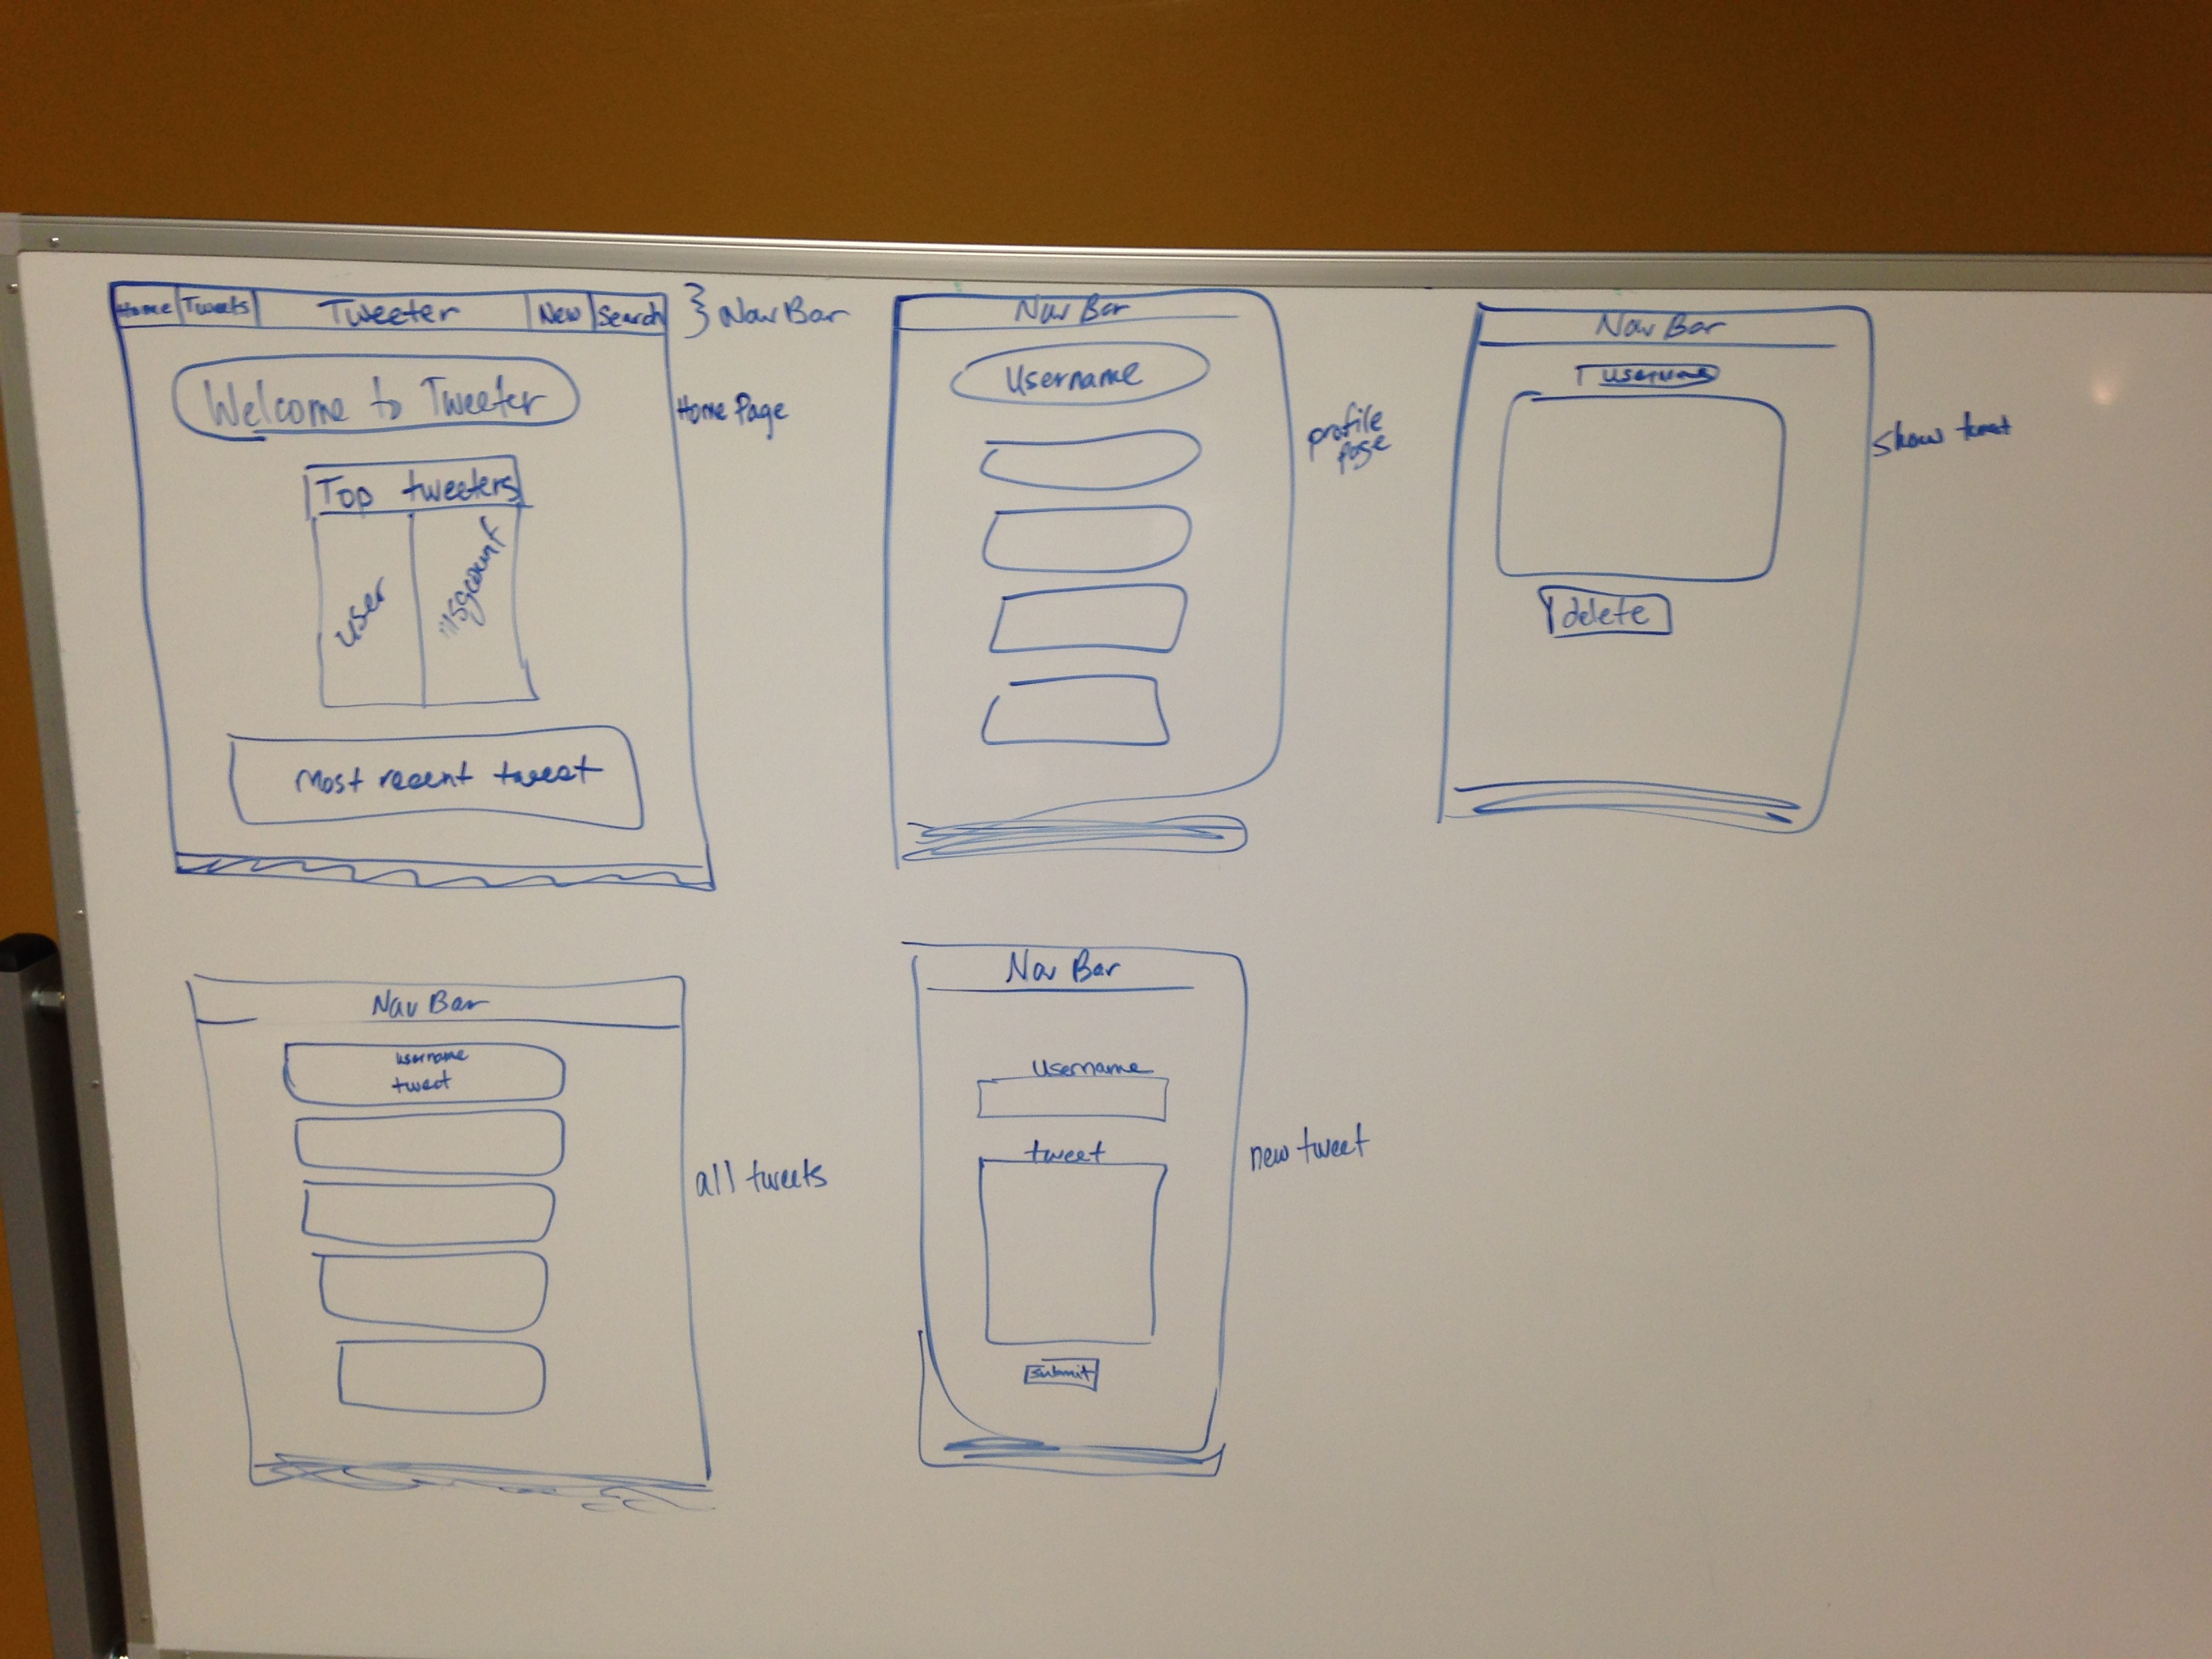 Home Tweets Tweeter New Search } Nav Bar
Welcome to Tweeter
Home Page
Top tweeters
user msgcount
Most recent tweet
Nav Bar
Username
profile
page
Nav Bar
username
show tweet
delete
Nav Bar
username
tweet
all tweets
Nav Bar
Username
tweet
new tweet
submit